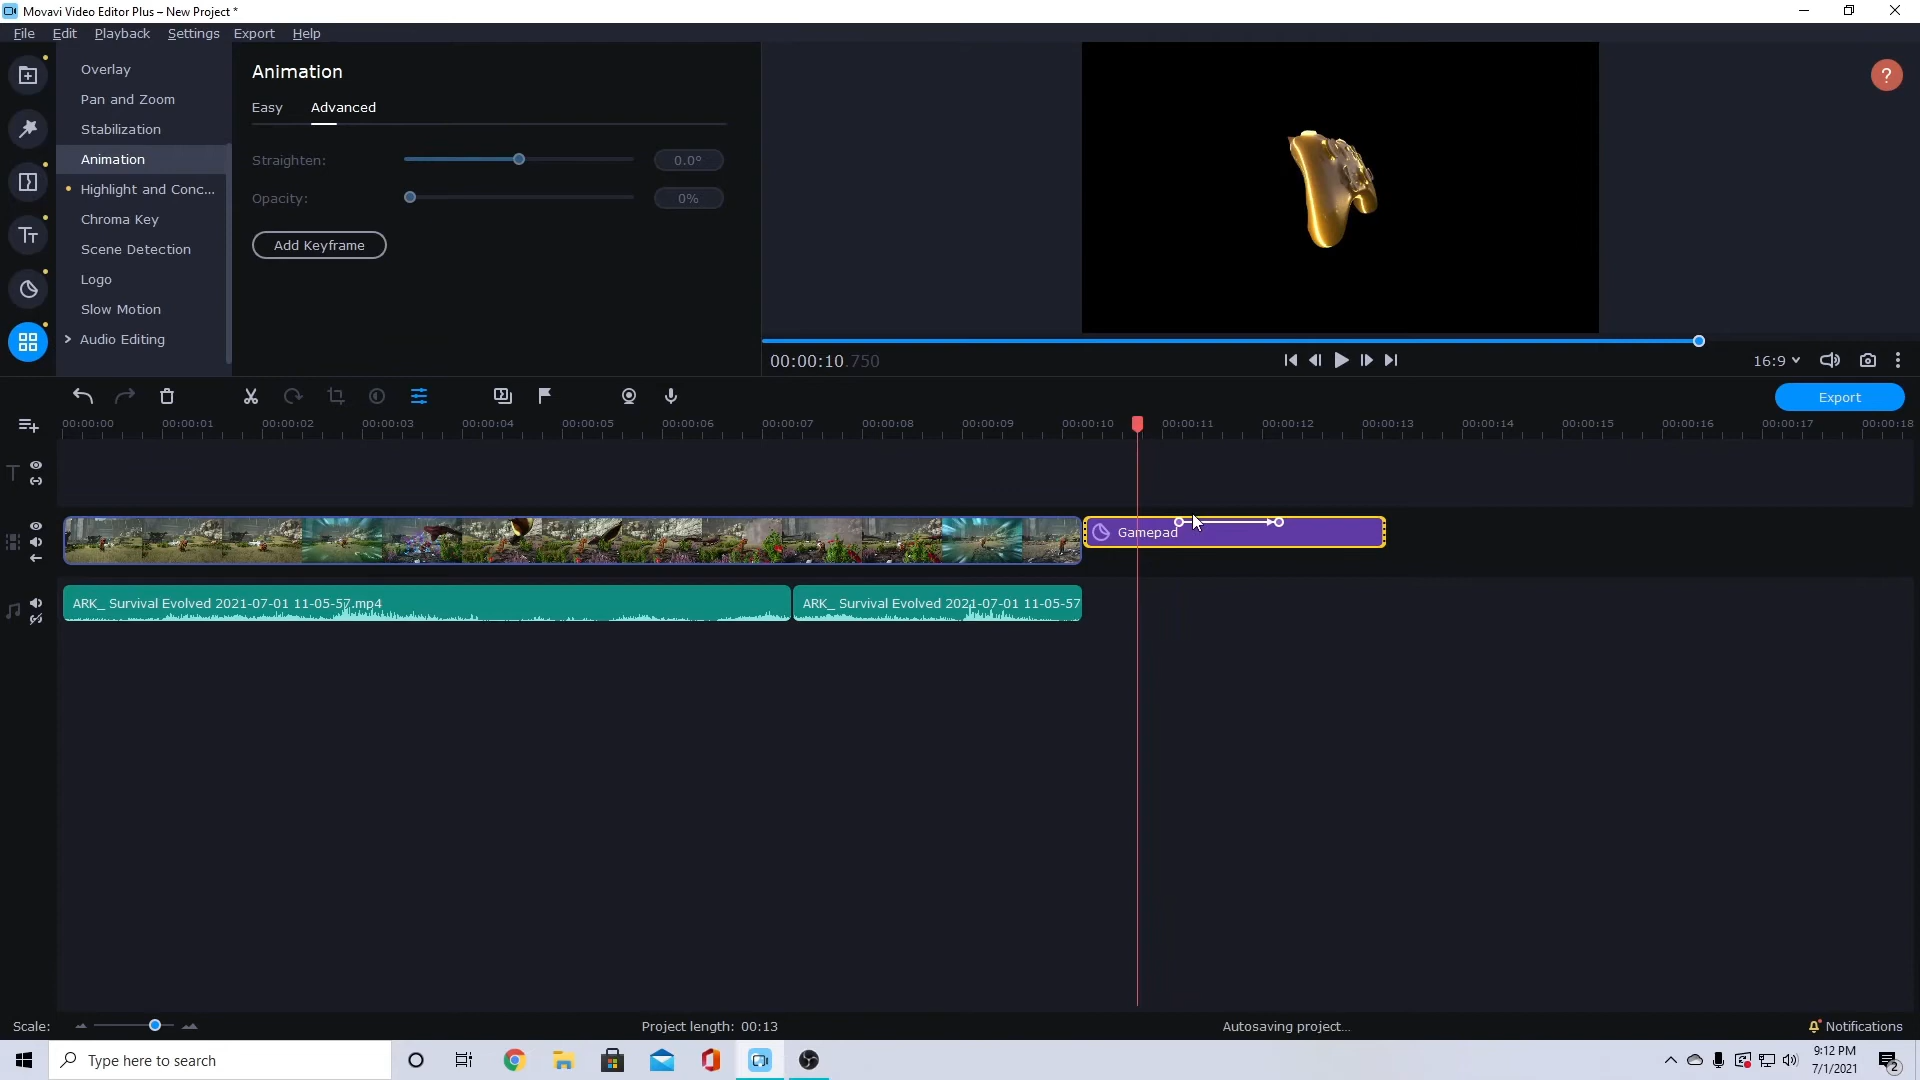 Movavi Video Editor Plus – New Project *
File Edit Playback Settings Export Help
Overlay
Pan and Zoom
Stabilization
Animation
Highlight and Conc...
Chroma Key
Scene Detection
Logo
Slow Motion
Audio Editing
Animation
Easy Advanced
Straighten: 0.0°
Opacity: 0%
Add Keyframe
?
00:00:10.750
16:9
Export
00:00:00 00:00:01 00:00:02 00:00:03 00:00:04 00:00:05 00:00:06 00:00:07 00:00:08 00:00:09 00:00:10 00:00:11 00:00:12 00:00:13 00:00:14 00:00:15 00:00:16 00:00:17 00:00:18
Gamepad
ARK_ Survival Evolved 2021-07-01 11-05-57.mp4
ARK_ Survival Evolved 2021-07-01 11-05-57
Scale:
Project length: 00:13
Autosaving project...
Notifications
Type here to search
9:12 PM
7/1/2021
2